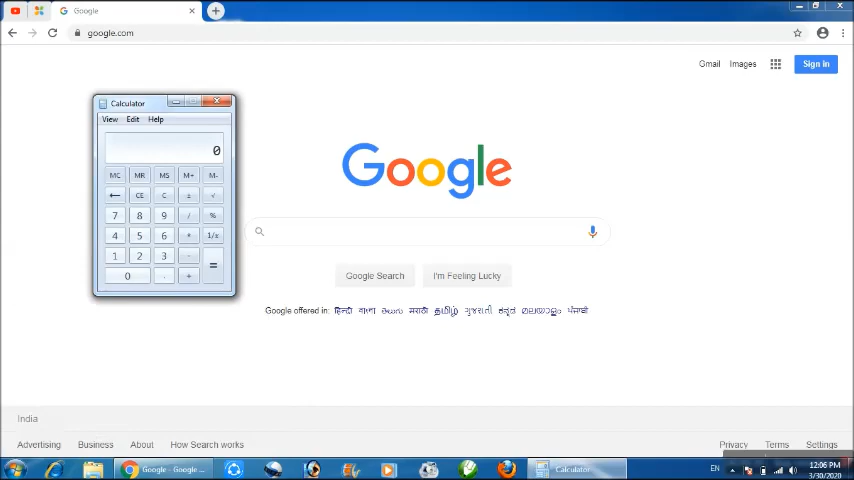 Google
google.com
Gmail Images Sign in
Calculator
View Edit Help
0
MC MR MS M+ M-
← CE C ± √
7 8 9 / %
4 5 6 * 1/x
1 2 3 - =
0 . +
Google
Google Search I'm Feeling Lucky
Google offered in: हिन्दी বাংলা తెలుగు मराठी தமிழ் ગુજરાતી ಕನ್ನಡ മലയാളം ਪੰਜਾਬੀ
India
Advertising Business About How Search works Privacy Terms Settings
Google - Google ... Calculator EN 12:06 PM
3/30/2020